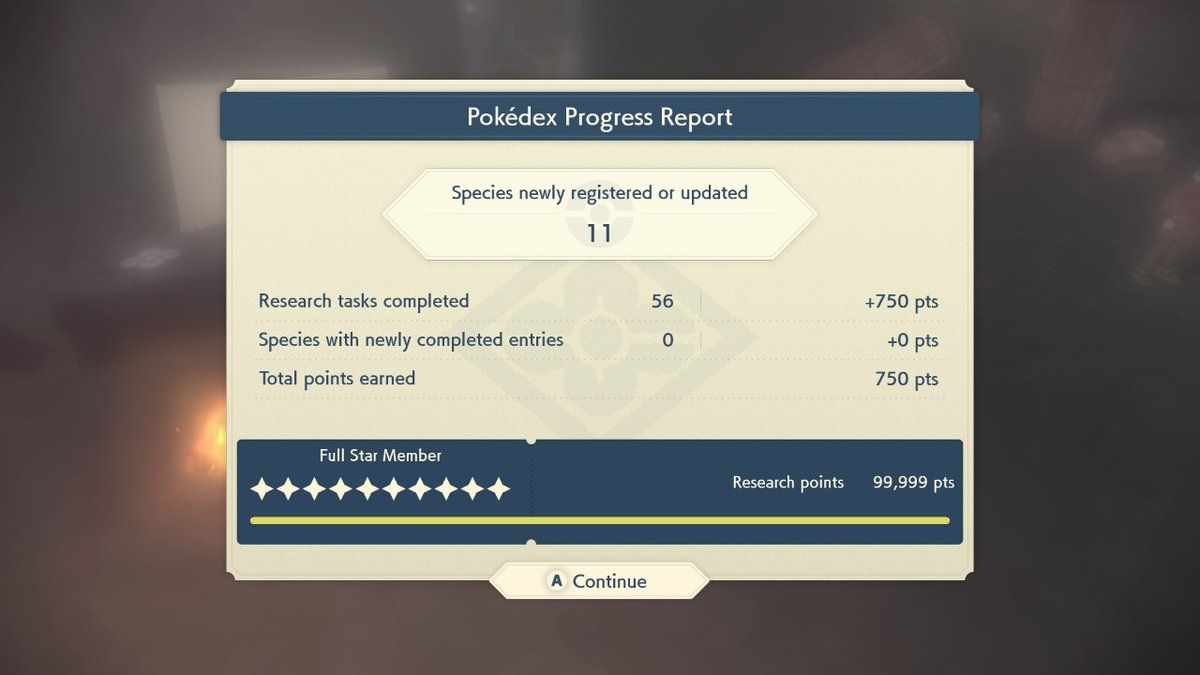 Pokédex Progress Report
Species newly registered or updated
11
Research tasks completed 56 +750 pts
Species with newly completed entries 0 +0 pts
Total points earned 750 pts
Full Star Member
Research points 99,999 pts
A Continue